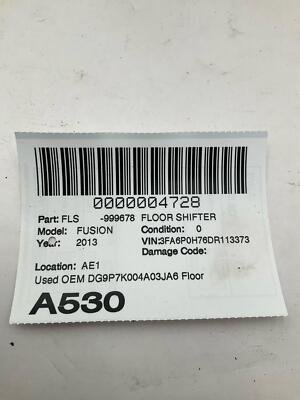 0000004728
Part: FLS -999678 FLOOR SHIFTER
Model: FUSION Condition: 0
Year: 2013 VIN:3FA6P0H76DR113373
Damage Code:
Location: AE1
Used OEM DG9P7K004A03JA6 Floor
A530